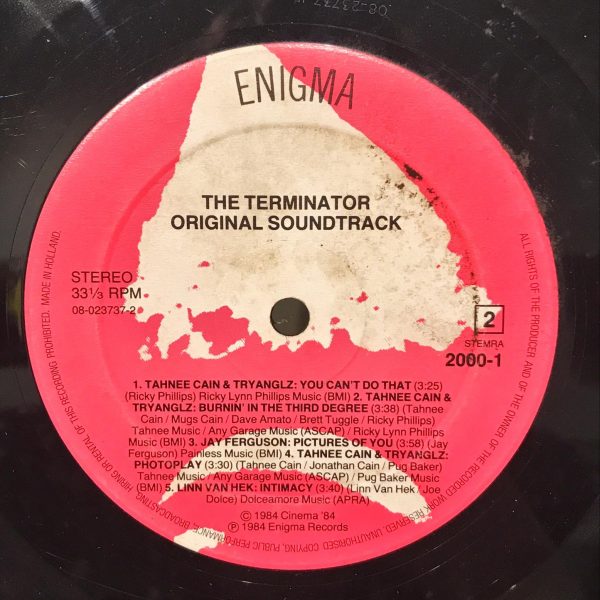 08-23737
ENIGMA
THE TERMINATOR
ORIGINAL SOUNDTRACK
STEREO
33⅓ RPM
08-023737-2
2
STEMRA
2000-1
1. TAHNEE CAIN & TRYANGLZ: YOU CAN'T DO THAT (3:25)
(Ricky Phillips) Ricky Lynn Phillips Music (BMI) 2. TAHNEE CAIN &
TRYANGLZ: BURNIN' IN THE THIRD DEGREE (3:38) (Tahnee
Cain / Mugs Cain / Dave Amato / Brett Tuggle / Ricky Phillips)
Tahnee Music / Any Garage Music (ASCAP) / Ricky Lynn Phillips
Music (BMI) 3. JAY FERGUSON: PICTURES OF YOU (3:58) (Jay
Ferguson) Painless Music (BMI) 4. TAHNEE CAIN & TRYANGLZ:
PHOTOPLAY (3:30) (Tahnee Cain / Jonathan Cain / Pug Baker)
Tahnee Music / Any Garage Music (ASCAP) / Pug Baker Music
(BMI) 5. LINN VAN HEK: INTIMACY (3:40) (Linn Van Hek / Joe
Dolce) Dolceamore Music (APRA)
© 1984 Cinema '84
℗ 1984 Enigma Records
ALL RIGHTS OF THE PRODUCER AND OF THE OWNER OF THE RECORDED WORK RESERVED. UNAUTHORISED COPYING, PUBLIC PERFORMANCE, BROADCASTING, HIRING OR RENTAL OF THIS RECORDING PROHIBITED. MADE IN HOLLAND.